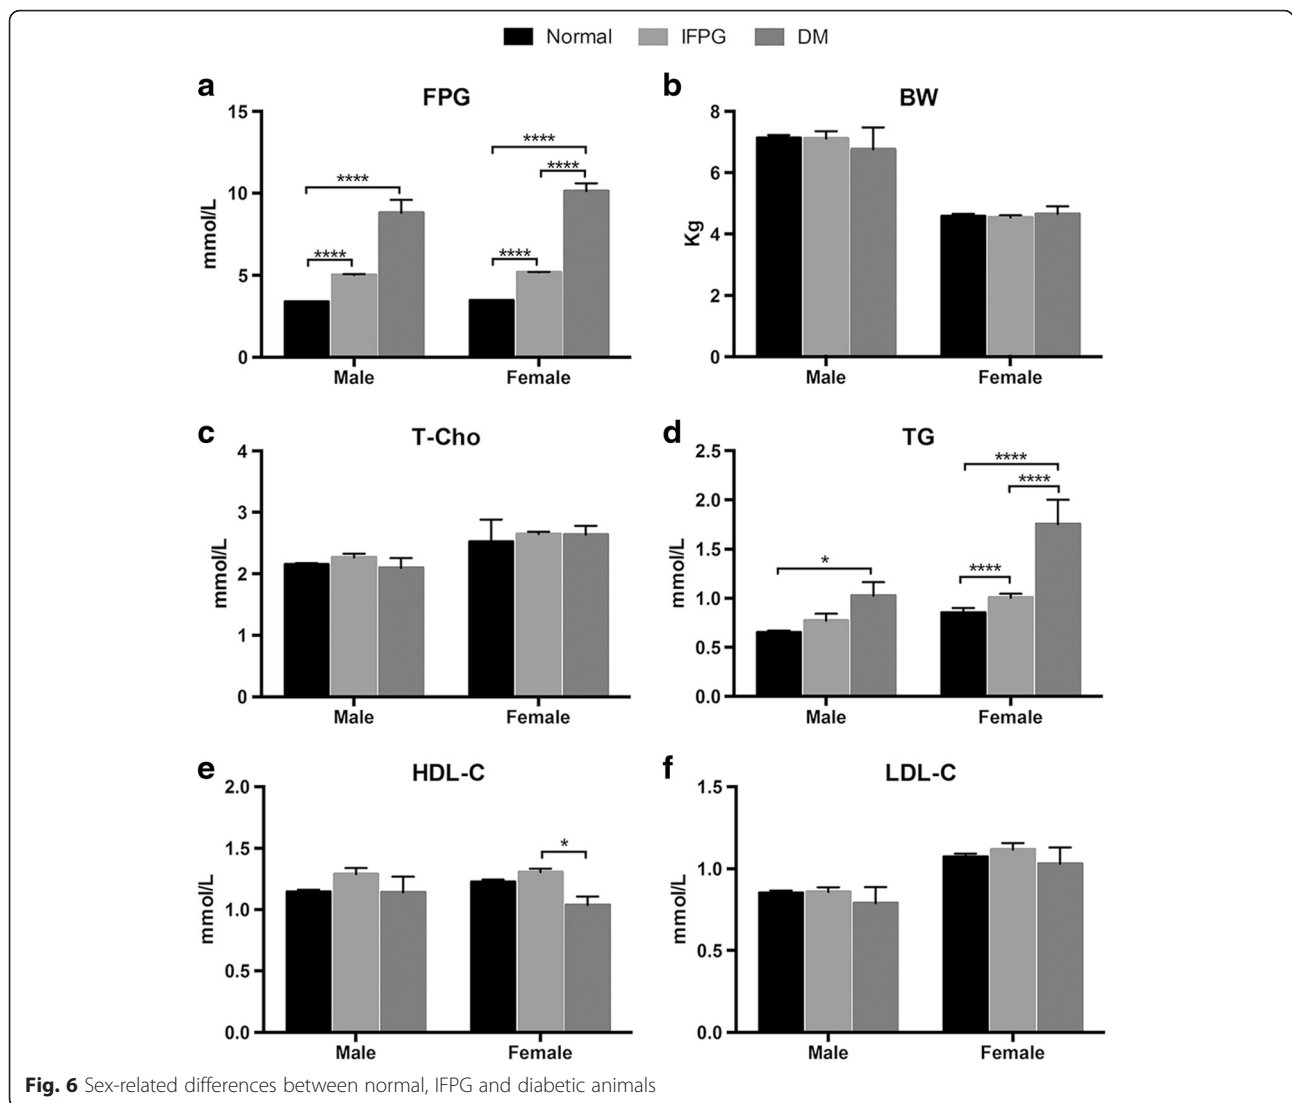 Normal IFPG DM
a FPG
mmol/L
15
10
5
0
****
****
****
****
****
Male Female
b BW
Kg
8
6
4
2
0
Male Female
c T-Cho
mmol/L
4
3
2
1
0
Male Female
d TG
mmol/L
2.5
2.0
1.5
1.0
0.5
0.0
*
****
****
****
Male Female
e HDL-C
mmol/L
2.0
1.5
1.0
0.5
0.0
*
Male Female
f LDL-C
mmol/L
1.5
1.0
0.5
0.0
Male Female
Fig. 6 Sex-related differences between normal, IFPG and diabetic animals